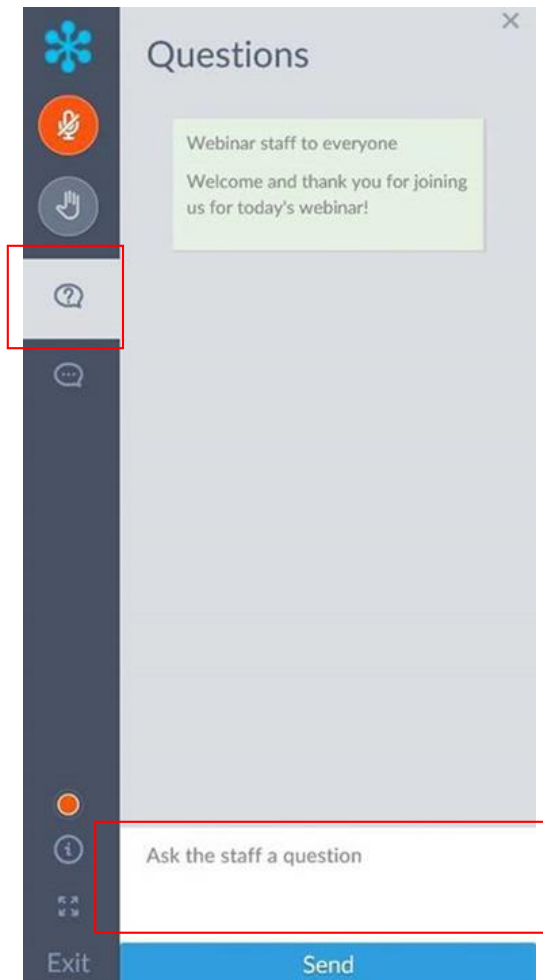 Questions
Webinar staff to everyone
Welcome and thank you for joining
us for today's webinar!
Ask the staff a question
Exit
Send